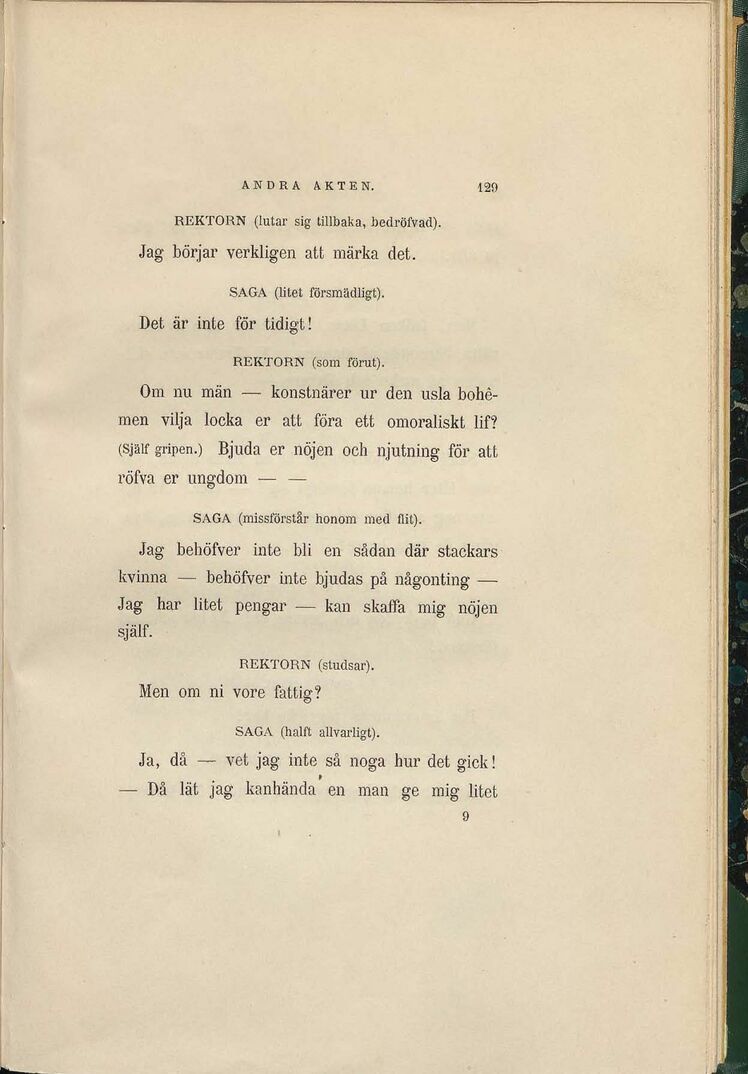 ANDRA AKTEN. 129
REKTORN (lutar sig tillbaka, bedröfvad).
Jag börjar verkligen att märka det.
SAGA (litet försmädligt).
Det är inte för tidigt!
REKTORN (som förut).
Om nu män — konstnärer ur den usla bohê-
men vilja locka er att föra ett omoraliskt lif?
(Själf gripen.) Bjuda er nöjen och njutning för att
röfva er ungdom — —
SAGA (missförstår honom med flit).
Jag behöfver inte bli en sådan där stackars
kvinna — behöfver inte bjudas på någonting —
Jag har litet pengar — kan skaffa mig nöjen
själf.
REKTORN (studsar).
Men om ni vore fattig?
SAGA (halft allvarligt).
Ja, då — vet jag inte så noga hur det gick!
— Då lät jag kanhända en man ge mig litet
9